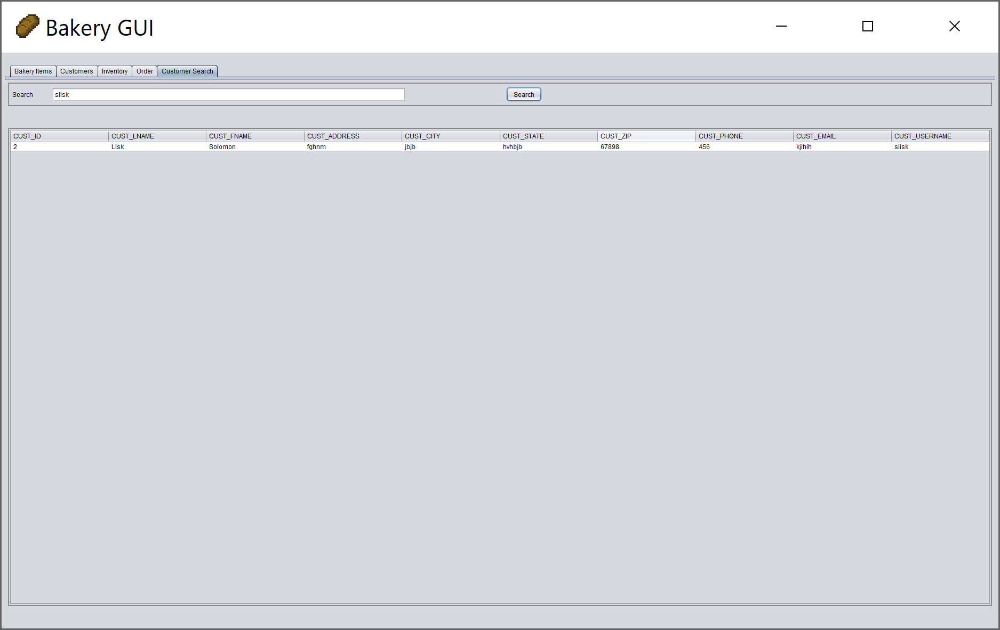 Bakery GUI
Bakery Items Customers Inventory Order Customer Search
Search slisk Search
CUST_ID CUST_LNAME CUST_FNAME CUST_ADDRESS CUST_CITY CUST_STATE CUST_ZIP CUST_PHONE CUST_EMAIL CUST_USERNAME
2 Lisk Solomon fghnm jbjb hvhbjb 67898 456 kjihih slisk